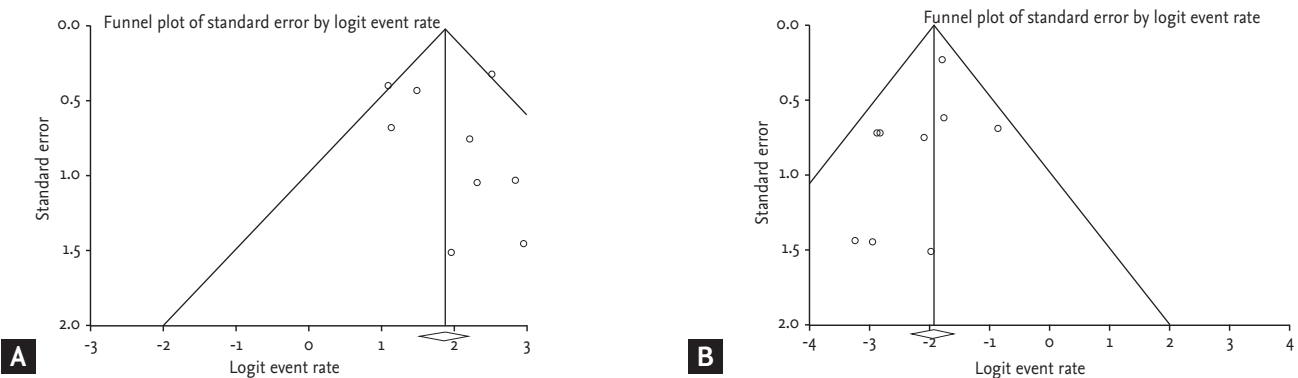 Funnel plot of standard error by logit event rate
0.0
0.5
1.0
1.5
2.0
Standard error
-3 -2 -1 0 1 2 3
Logit event rate
A
Funnel plot of standard error by logit event rate
0.0
0.5
1.0
1.5
2.0
Standard error
-4 -3 -2 -1 0 1 2 3 4
Logit event rate
B